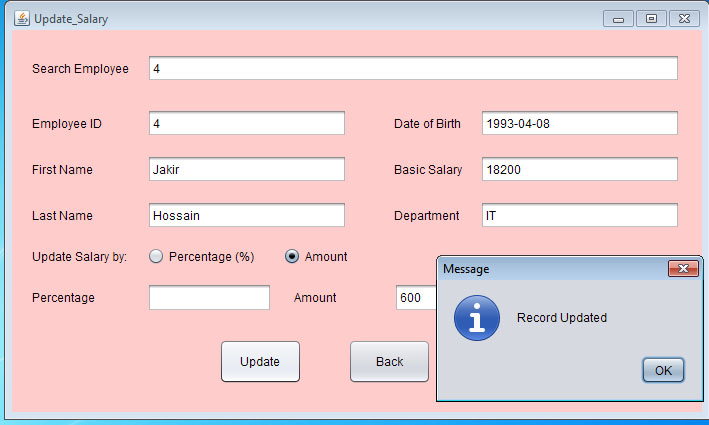 Update_Salary
Search Employee 4
Employee ID 4 Date of Birth 1993-04-08
First Name Jakir Basic Salary 18200
Last Name Hossain Department IT
Update Salary by: Percentage (%) Amount
Percentage Amount 600
Update Back
Message
Record Updated
OK